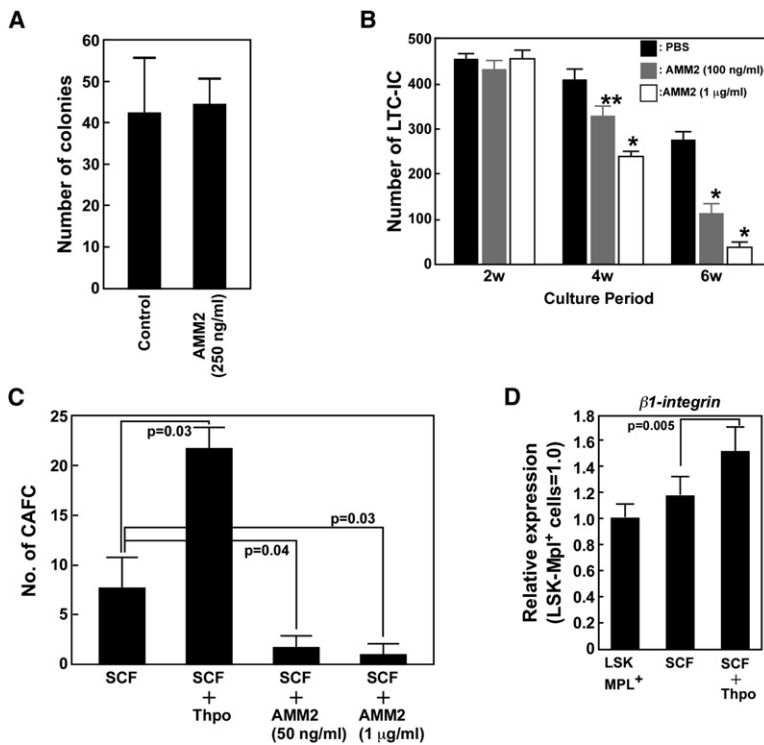 A
Number of colonies
60
50
40
30
20
10
0
Control
AMM2
(250 ng/ml)
B
Number of LTC-IC
500
400
300
200
100
0
: PBS
: AMM2 (100 ng/ml)
:AMM2 (1 μg/ml)
**
*
*
*
2w 4w 6w
Culture Period
C
No. of CAFC
25
20
15
10
5
0
p=0.03
p=0.03
p=0.04
SCF SCF SCF SCF
+ + +
Thpo AMM2 AMM2
(50 ng/ml) (1 μg/ml)
D
β1-integrin
Relative expression
(LSK-Mpl⁺ cells=1.0)
1.8
1.6
1.4
1.2
1.0
0.8
0.6
0.4
0.2
0
p=0.005
LSK SCF SCF
MPL⁺ +
Thpo